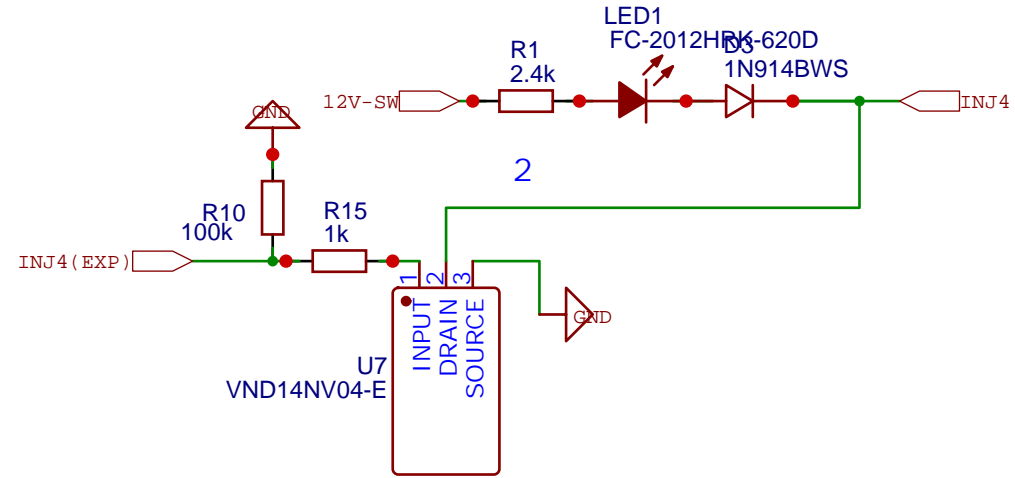 LED1
FC-2012HRK-620D
D3
1N914BWS
R1
2.4k
12V-SW
INJ4
GND
2
R10
100k
R15
1k
INJ4(EXP)
1
2
3
INPUT
DRAIN
SOURCE
GND
U7
VND14NV04-E